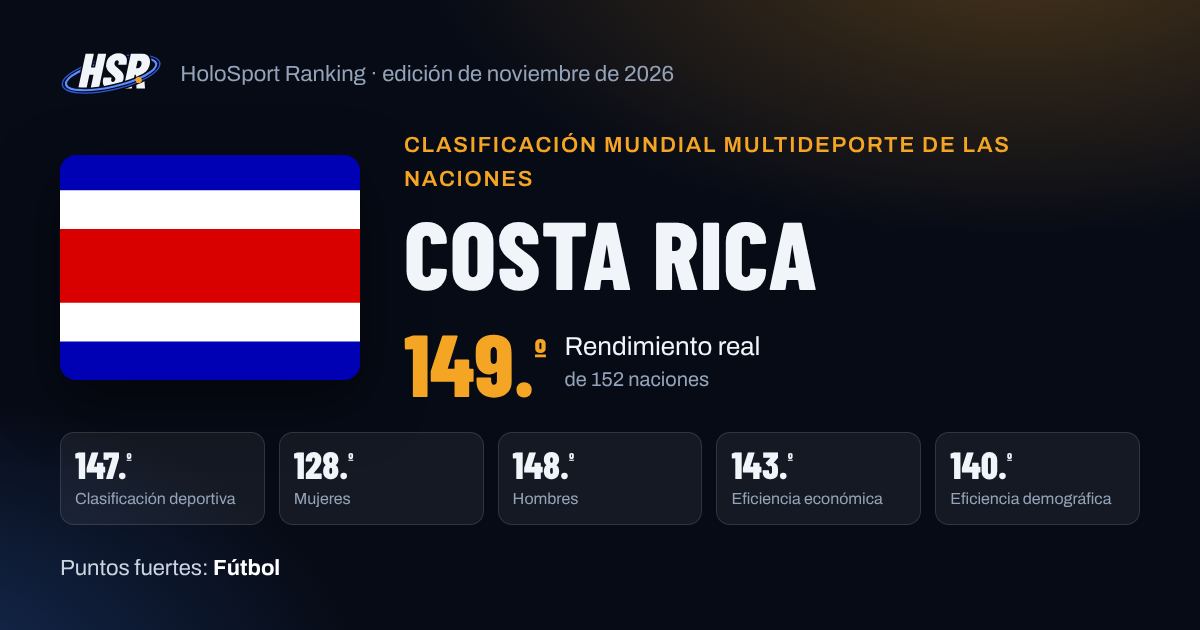 HSR
HoloSport Ranking · edición de noviembre de 2026
CLASIFICACIÓN MUNDIAL MULTIDEPORTE DE LAS
NACIONES
COSTA RICA
149.º
Rendimiento real
de 152 naciones
147.º
Clasificación deportiva
128.º
Mujeres
148.º
Hombres
143.º
Eficiencia económica
140.º
Eficiencia demográfica
Puntos fuertes: Fútbol